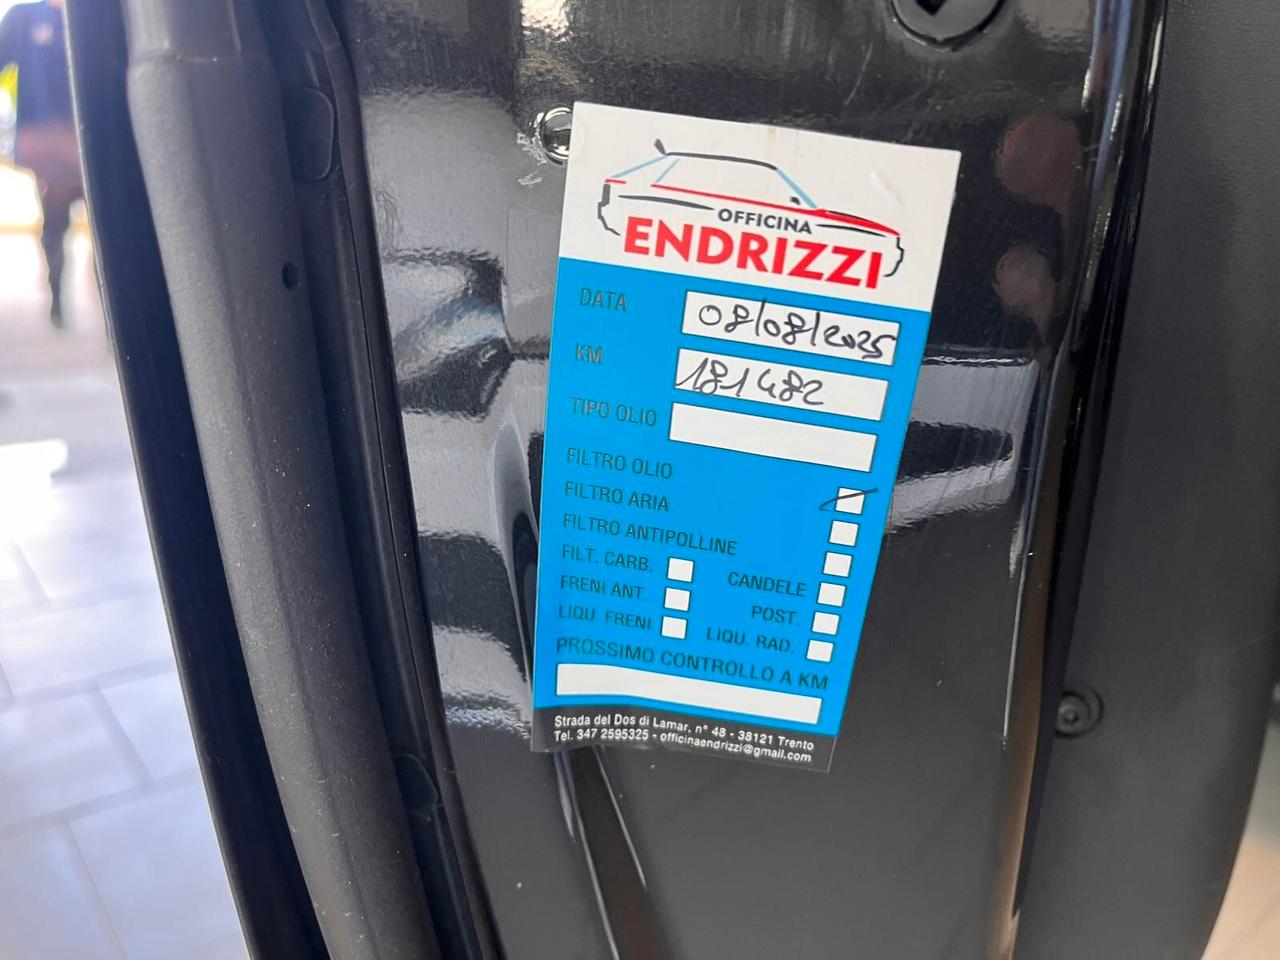 OFFICINA
ENDRIZZI
DATA 08/08/2025
KM 181482
TIPO OLIO
FILTRO OLIO
FILTRO ARIA
FILTRO ANTIPOLLINE
FILT. CARB. CANDELE
FRENI ANT. POST.
LIQU. FRENI LIQU. RAD.
PROSSIMO CONTROLLO A KM
Strada del Dos di Lamar, n° 48 - 38121 Trento
Tel. 347 2595325 - officinaendrizzi@gmail.com